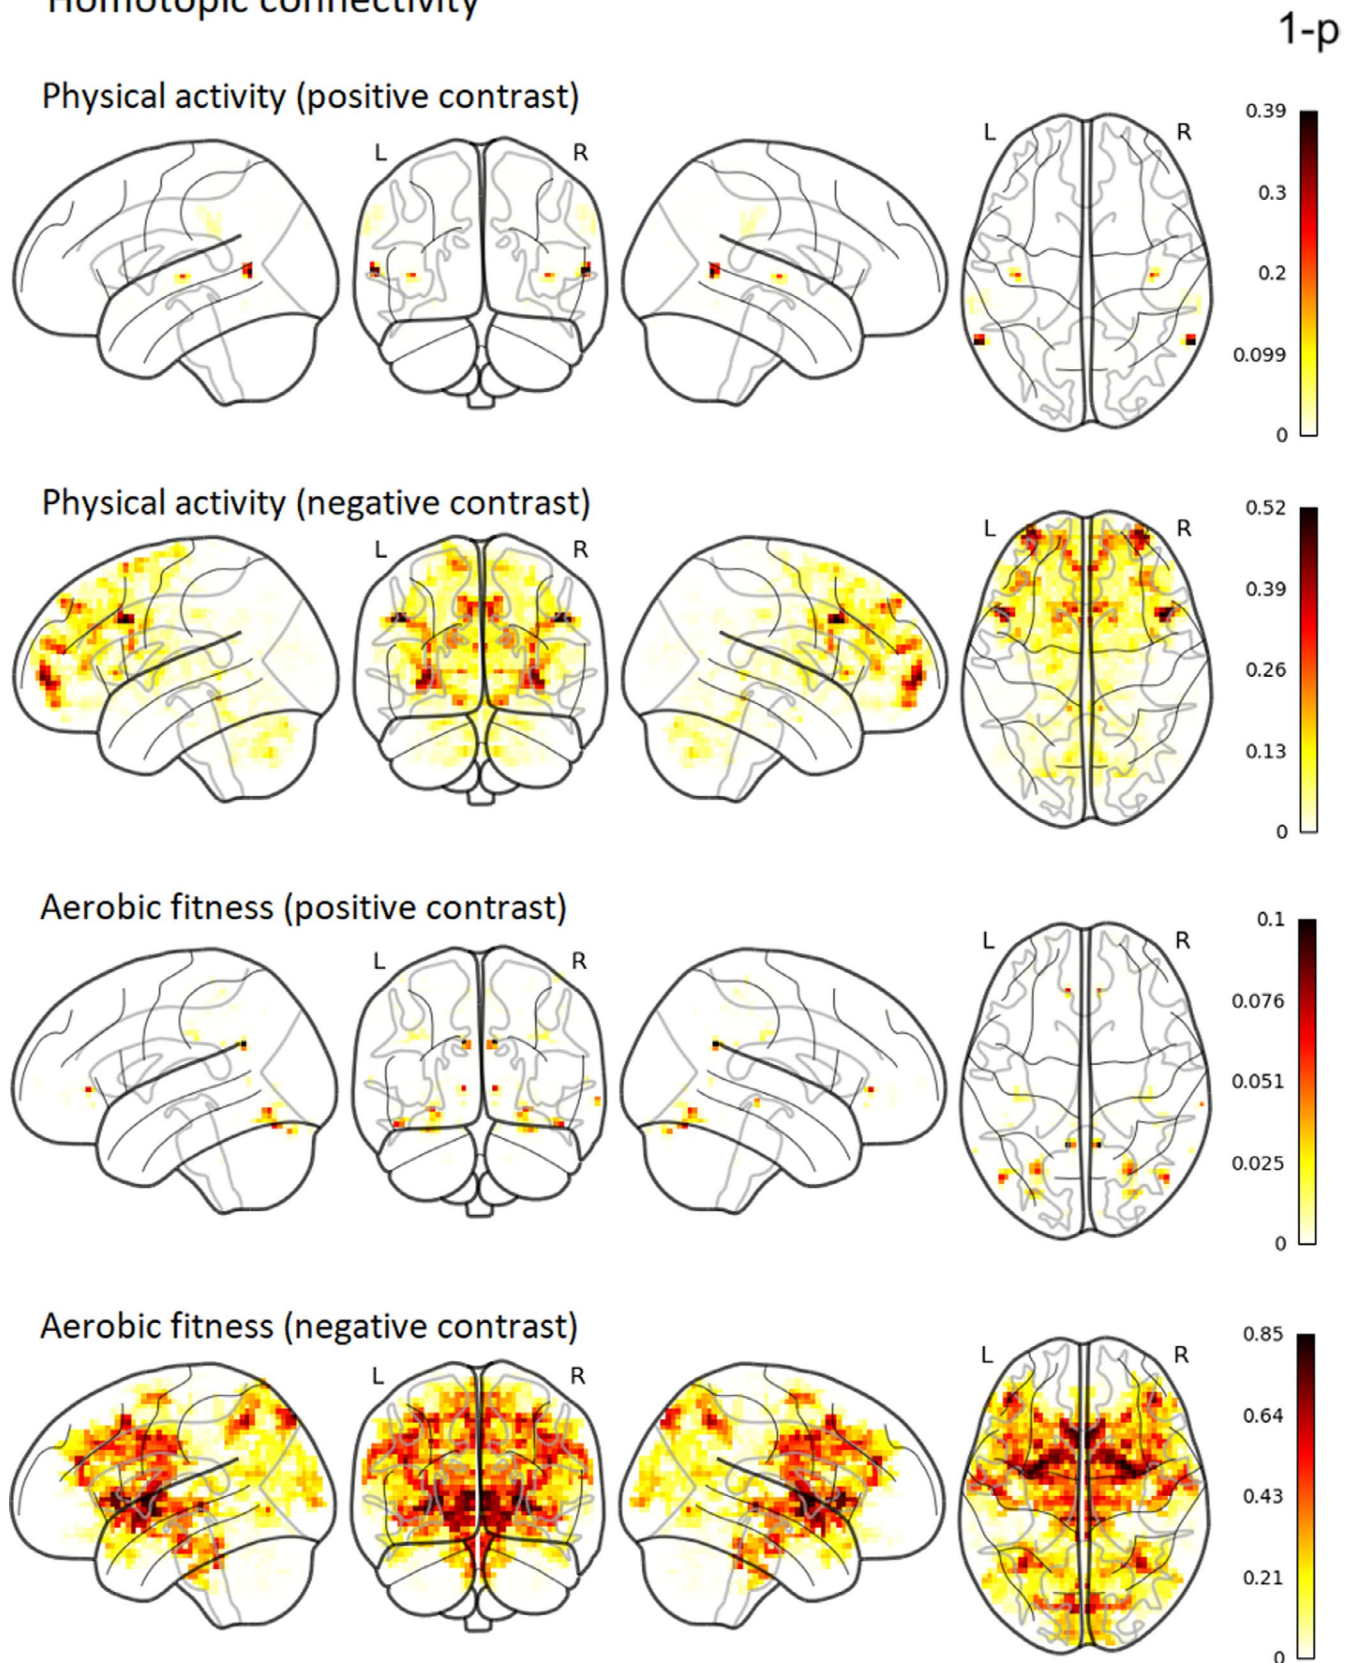 Homotopic connectivity
1-p
Physical activity (positive contrast)
L R L R
0.39
0.3
0.2
0.099
0
Physical activity (negative contrast)
L R L R
0.52
0.39
0.26
0.13
0
Aerobic fitness (positive contrast)
L R L R
0.1
0.076
0.051
0.025
0
Aerobic fitness (negative contrast)
L R L R
0.85
0.64
0.43
0.21
0